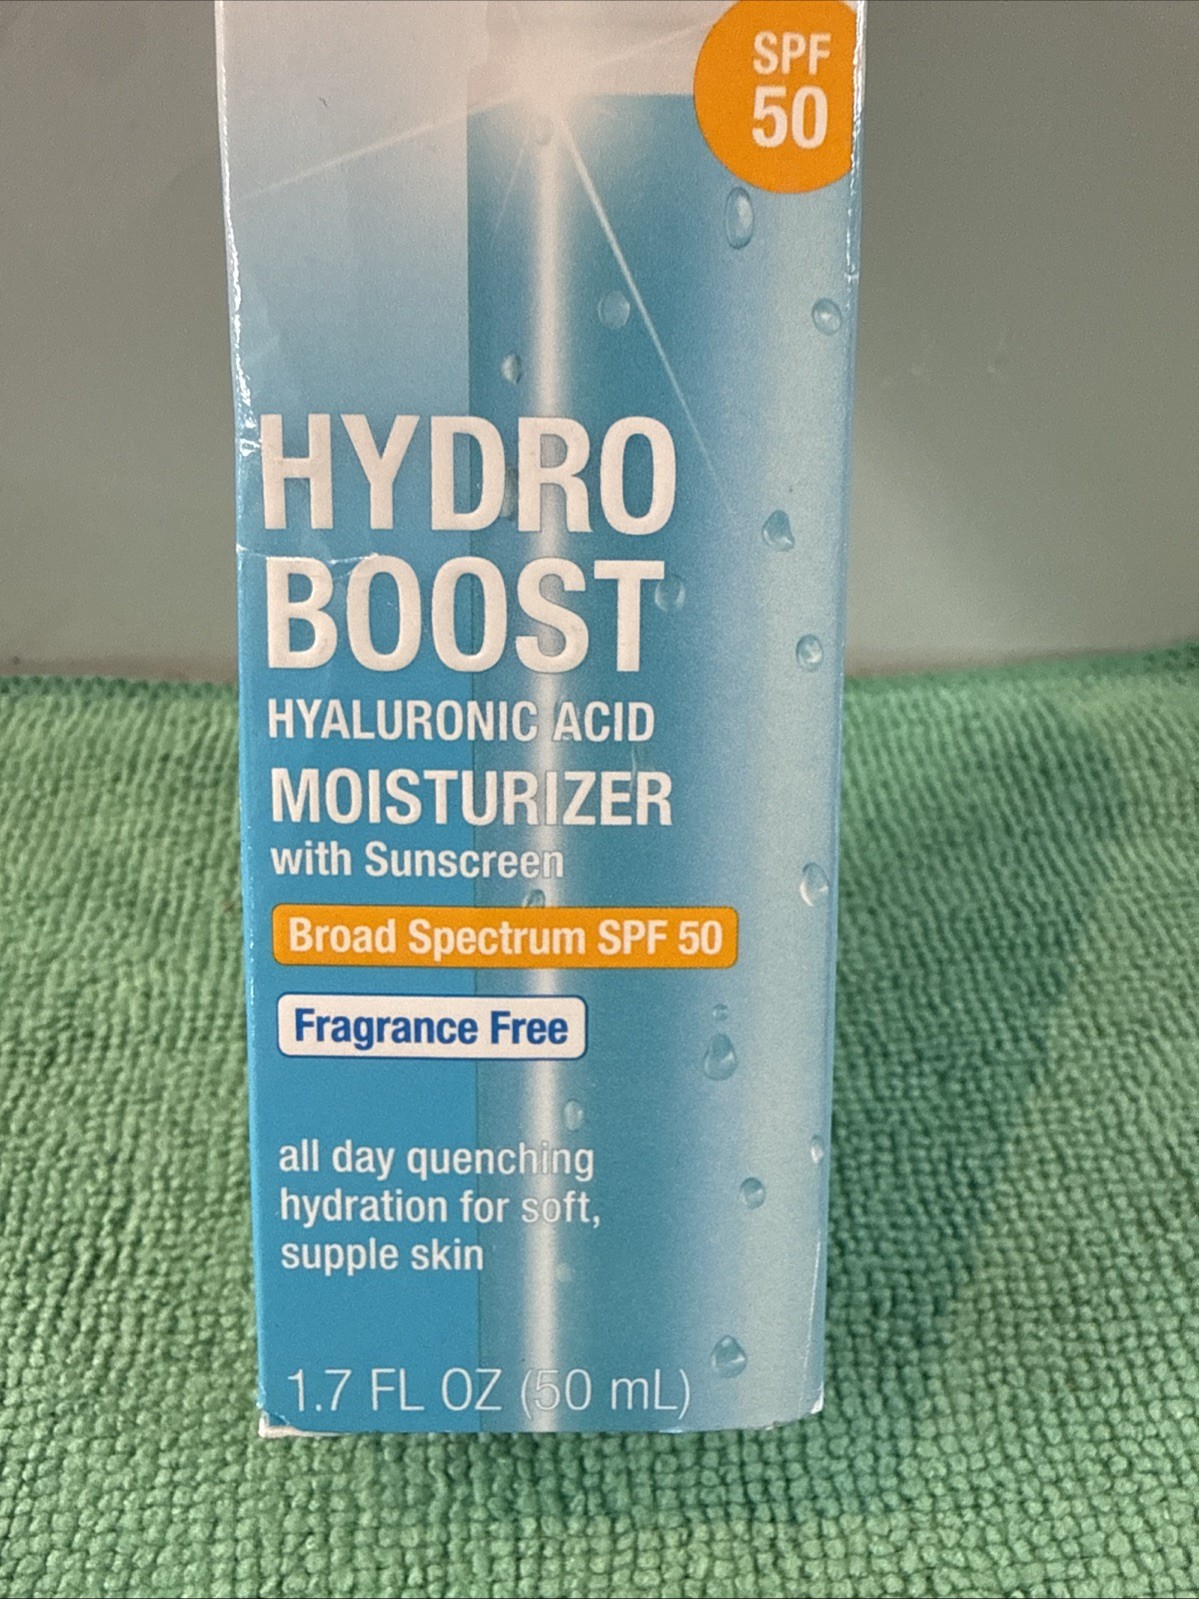 SPF
50
HYDRO
BOOST
HYALURONIC ACID
MOISTURIZER
with Sunscreen
Broad Spectrum SPF 50
Fragrance Free
all day quenching
hydration for soft,
supple skin
1.7 FL OZ (50 mL)